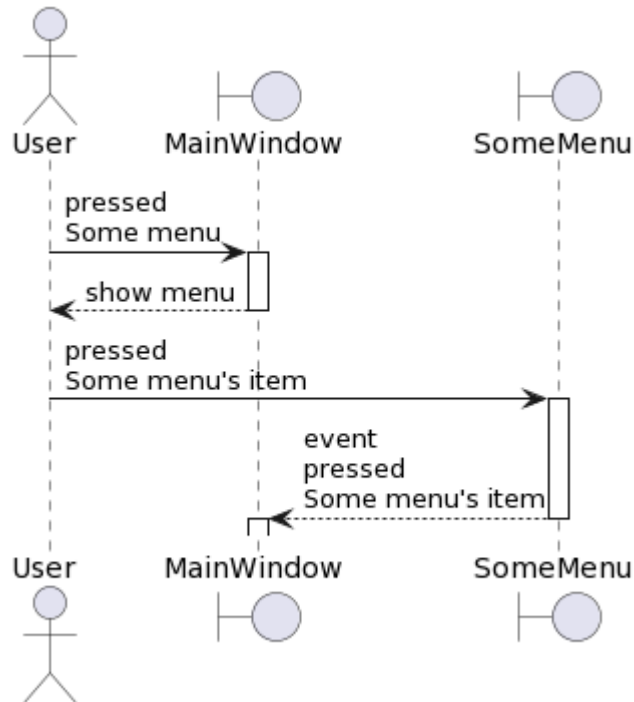 User
MainWindow
SomeMenu
pressed
Some menu
show menu
pressed
Some menu's item
event
pressed
Some menu's item
User
MainWindow
SomeMenu